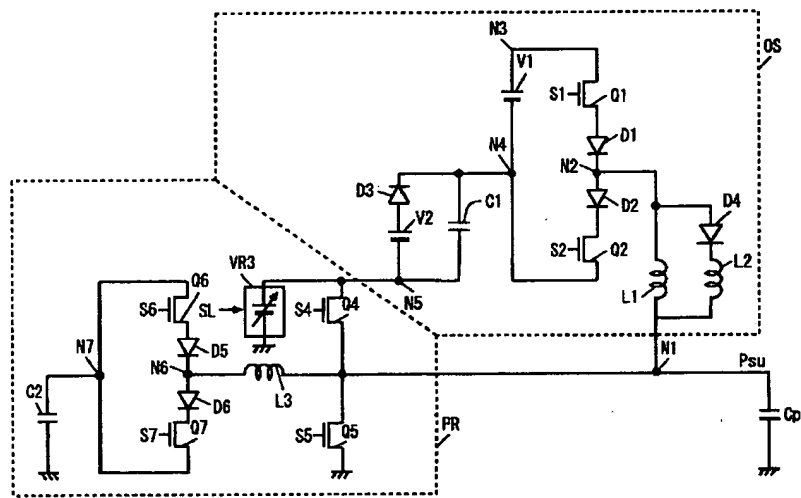 N3
OS
V1
S1
Q1
D1
N4
N2
D3
C1
D2
D4
V2
S2
Q2
L2
L1
Q6
VR3
S6
SL
S4
Q4
N5
N7
D5
N6
N1
Psu
L3
C2
D6
S7
Q7
S5
Q5
PR
Cp